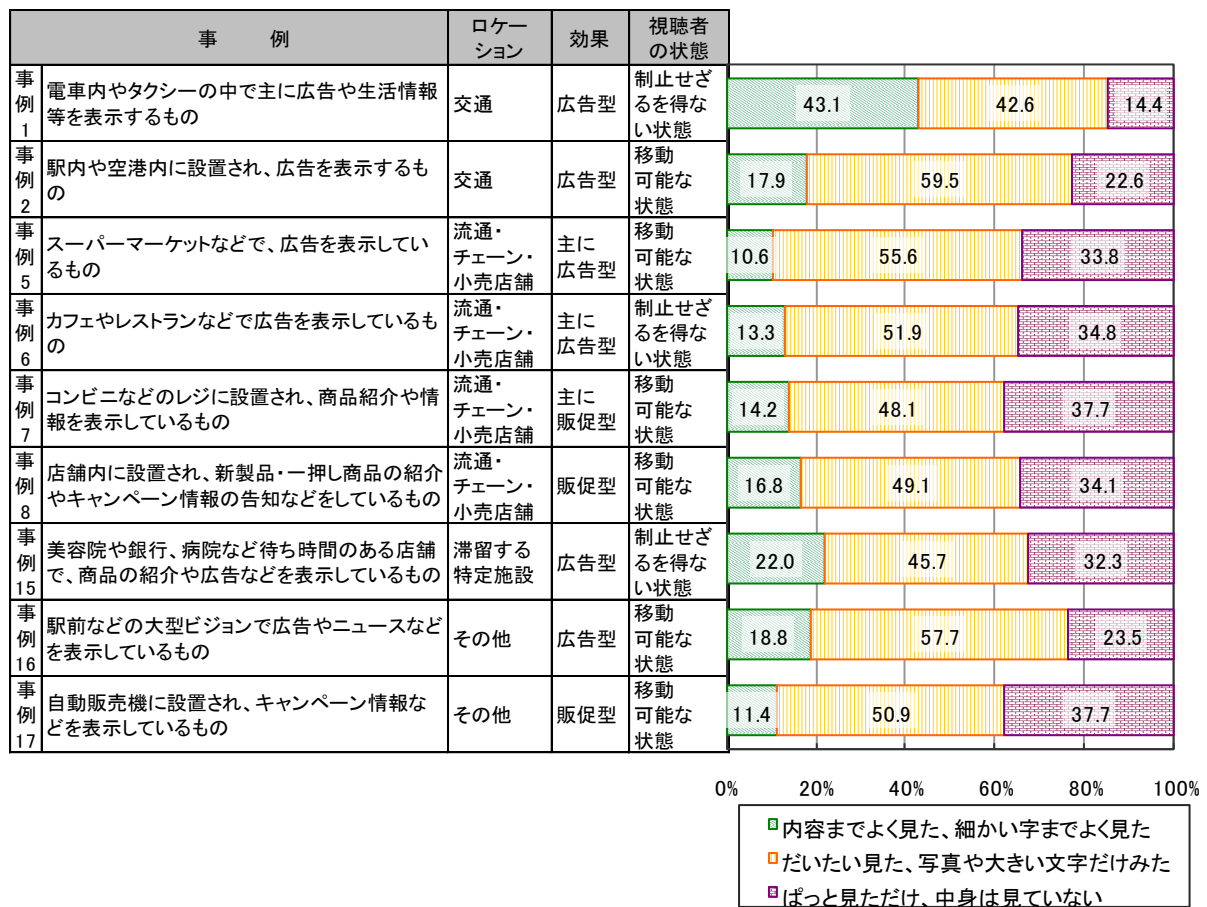 事 例
ロケー
ション
効果
視聴者
の状態
事
例
1
電車内やタクシーの中で主に広告や生活情報
等を表示するもの
交通
広告型
制止せざ
るを得な
い状態
43.1
42.6
14.4
事
例
2
駅内や空港内に設置され、広告を表示するも
の
交通
広告型
移動
可能な
状態
17.9
59.5
22.6
事
例
5
スーパーマーケットなどで、広告を表示してい
るもの
流通・
チェーン・
小売店舗
主に
広告型
移動
可能な
状態
10.6
55.6
33.8
事
例
6
カフェやレストランなどで広告を表示しているも
の
流通・
チェーン・
小売店舗
主に
広告型
制止せざ
るを得な
い状態
13.3
51.9
34.8
事
例
7
コンビニなどのレジに設置され、商品紹介や情
報を表示しているもの
流通・
チェーン・
小売店舗
主に
販促型
移動
可能な
状態
14.2
48.1
37.7
事
例
8
店舗内に設置され、新製品・一押し商品の紹介
やキャンペーン情報の告知などをしているもの
流通・
チェーン・
小売店舗
販促型
移動
可能な
状態
16.8
49.1
34.1
事
例
15
美容院や銀行、病院など待ち時間のある店舗
で、商品の紹介や広告などを表示しているもの
滞留する
特定施設
広告型
制止せざ
るを得な
い状態
22.0
45.7
32.3
事
例
16
駅前などの大型ビジョンで広告やニュースなど
を表示しているもの
その他
広告型
移動
可能な
状態
18.8
57.7
23.5
事
例
17
自動販売機に設置され、キャンペーン情報な
どを表示しているもの
その他
販促型
移動
可能な
状態
11.4
50.9
37.7
0% 20% 40% 60% 80% 100%
内容までよく見た、細かい字までよく見た
だいたい見た、写真や大きい文字だけみた
ぱっと見ただけ、中身は見ていない